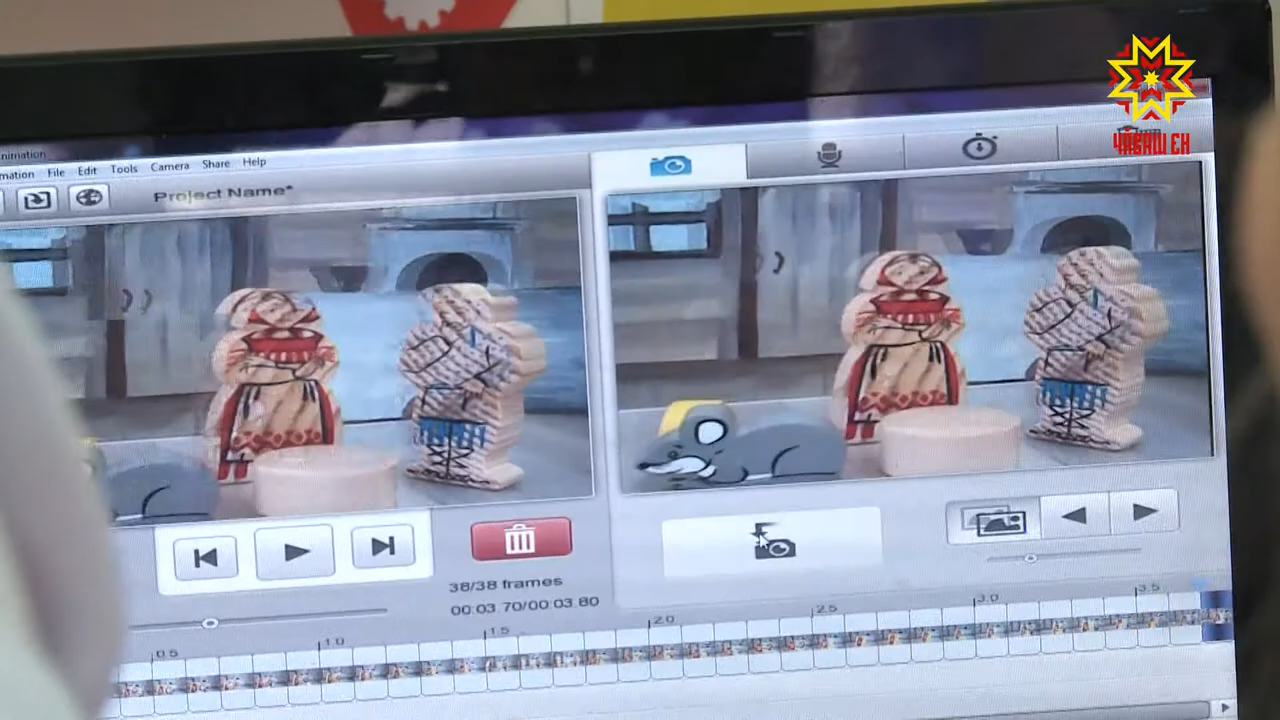 ЧӐВАШ ЕН
nimation
mation File Edit Tools Camera Share Help
Project Name*
38/38 frames
00:03.70/00:03.80
0.5 1.0 1.5 2.0 2.5 3.0 3.5